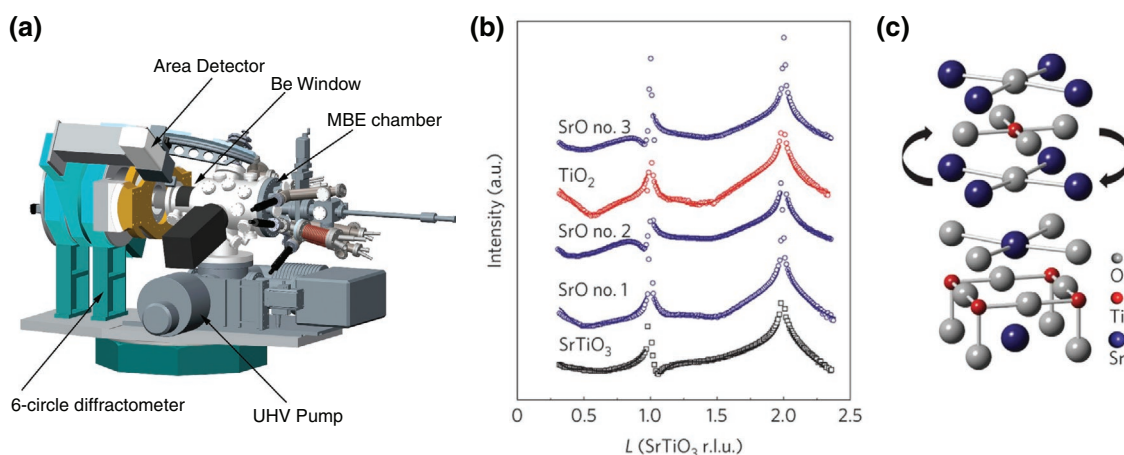 (a)
Area Detector
Be Window
MBE chamber
6-circle diffractometer
UHV Pump
(b)
Intensity (a.u.)
SrO no. 3
TiO₂
SrO no. 2
SrO no. 1
SrTiO₃
0 0.5 1.0 1.5 2.0 2.5
L (SrTiO₃ r.l.u.)
(c)
O
Ti
Sr